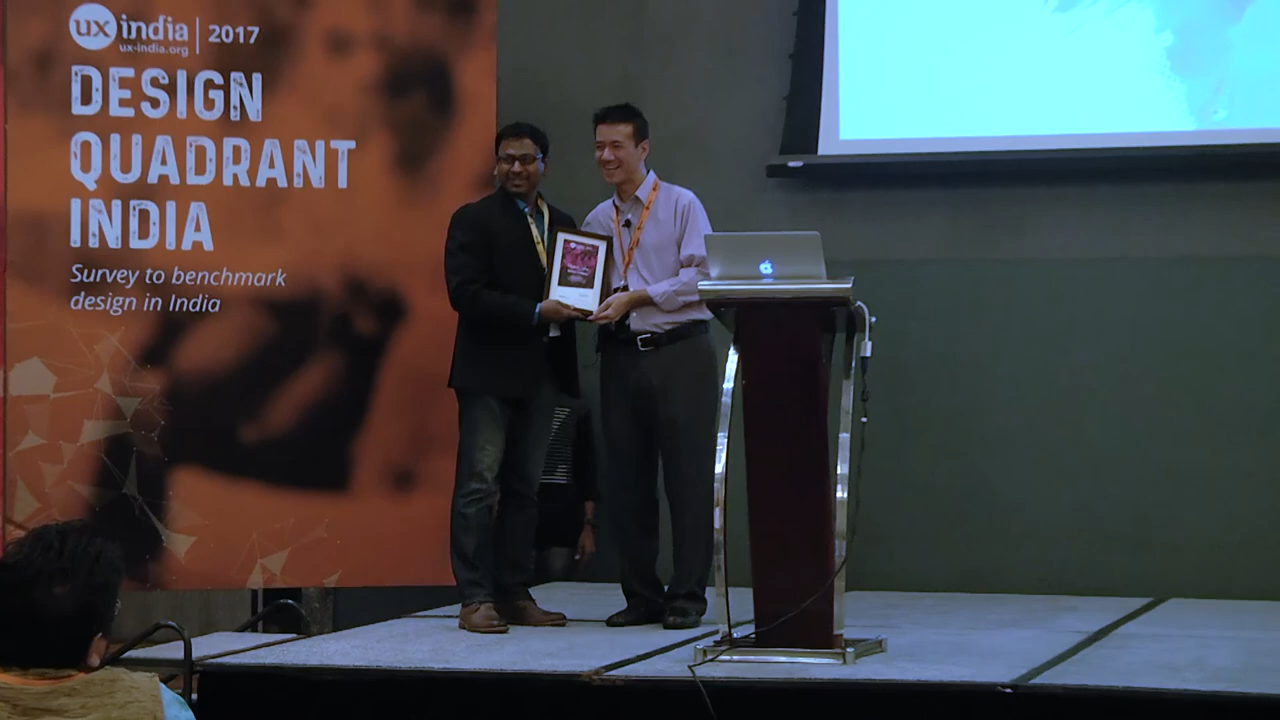 ux india | 2017
ux-india.org
DESIGN
QUADRANT
INDIA
Survey to benchmark
design in India